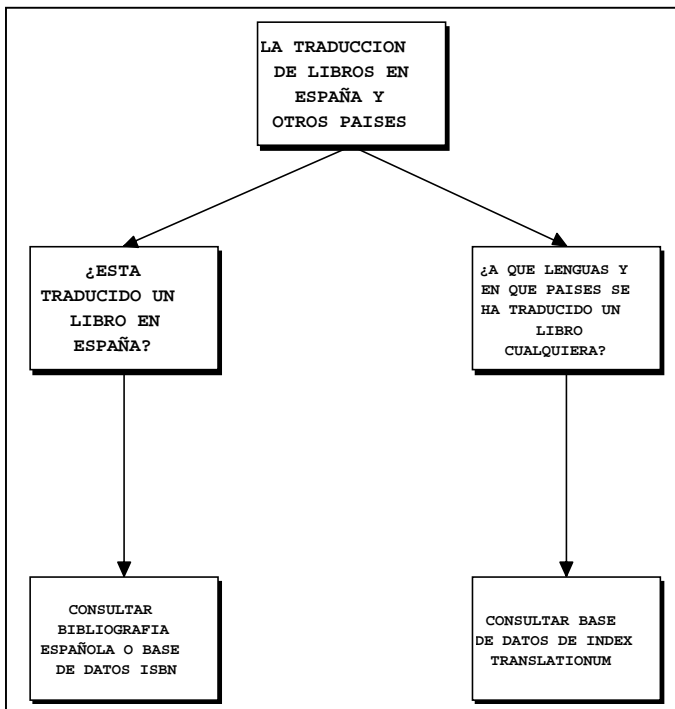 LA TRADUCCION
DE LIBROS EN
ESPAÑA Y
OTROS PAISES
¿ESTA
TRADUCIDO UN
LIBRO EN
ESPAÑA?
¿A QUE LENGUAS Y
EN QUE PAISES SE
HA TRADUCIDO UN
LIBRO
CUALQUIERA?
CONSULTAR
BIBLIOGRAFIA
ESPAÑOLA O BASE
DE DATOS ISBN
CONSULTAR BASE
DE DATOS DE INDEX
TRANSLATIONUM